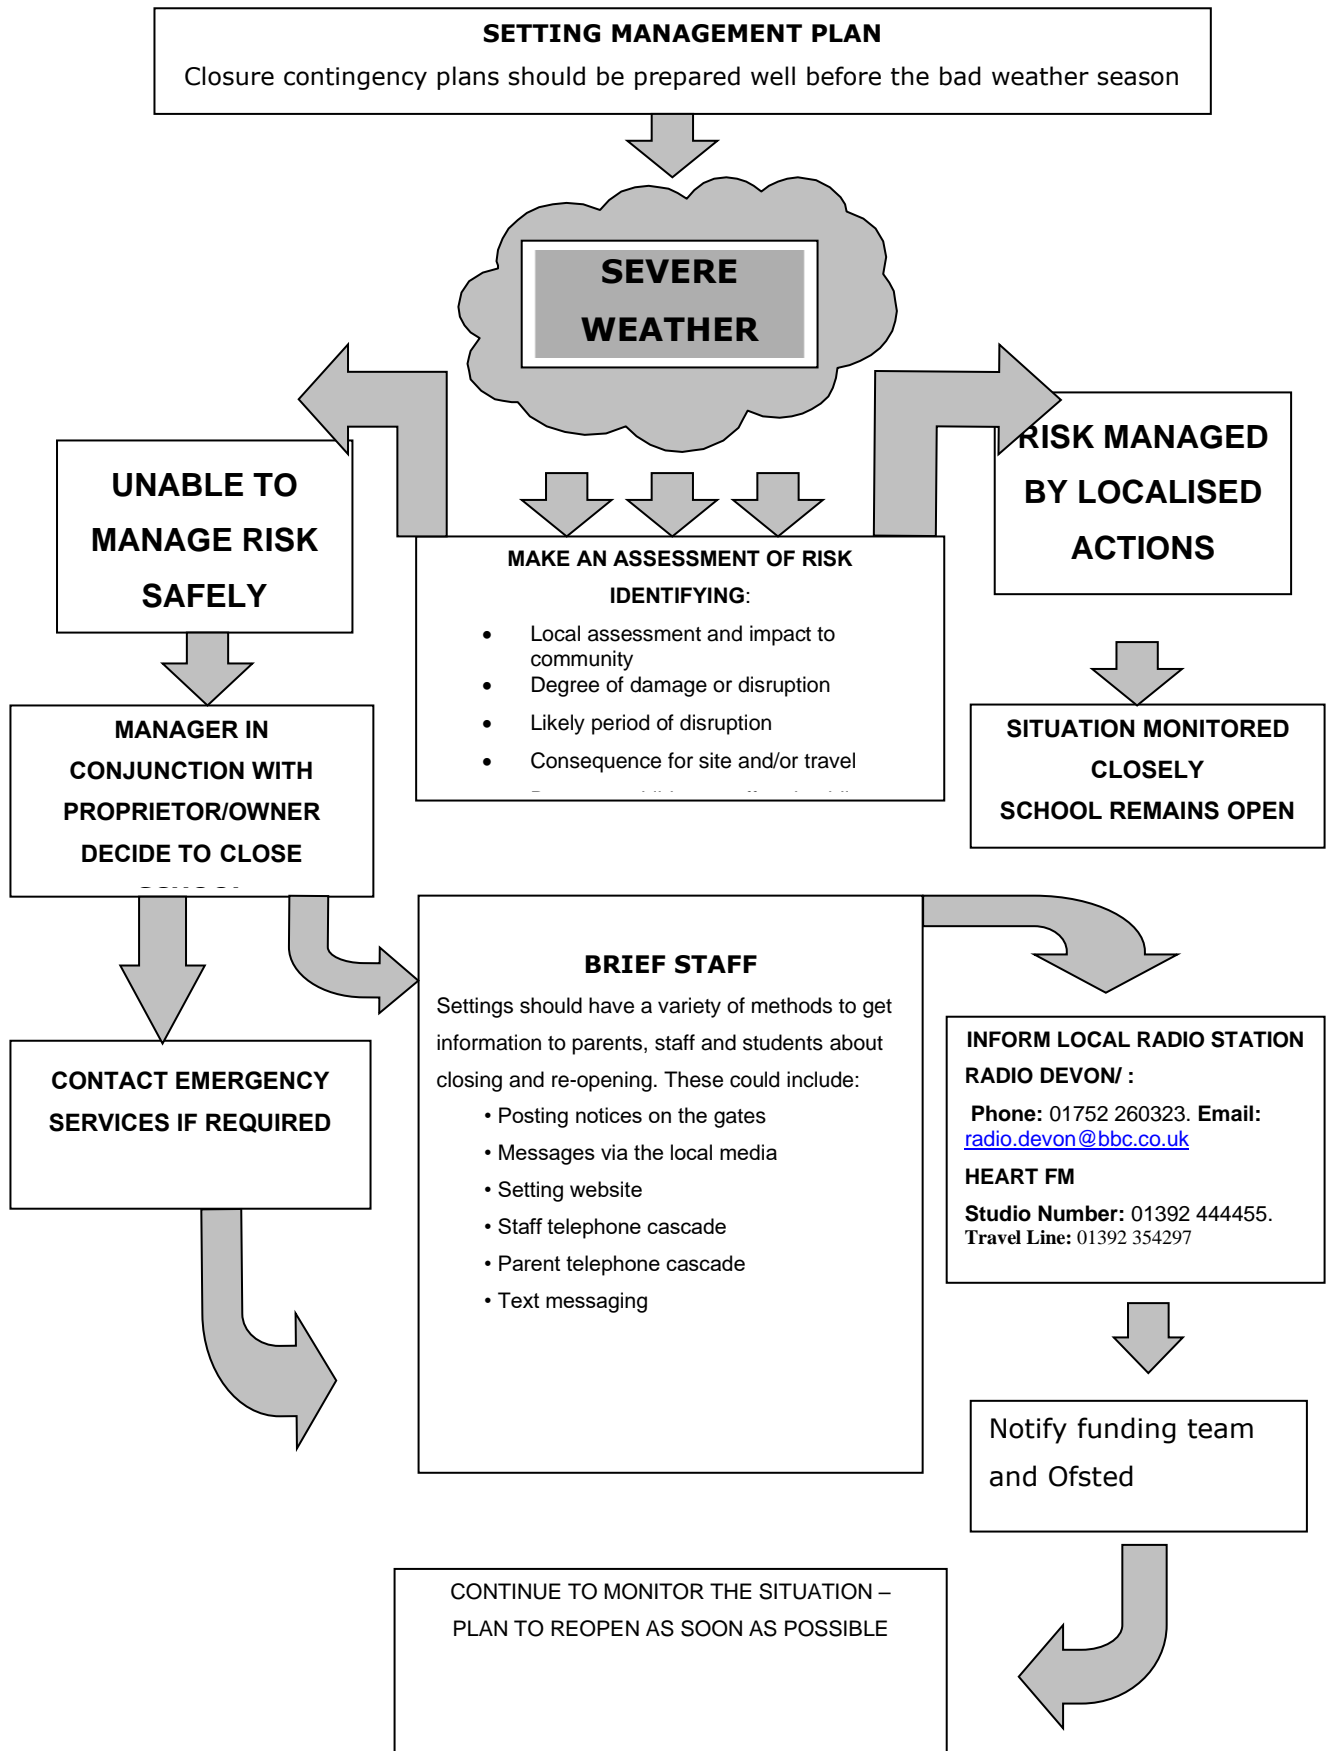 SETTING MANAGEMENT PLAN
Closure contingency plans should be prepared well before the bad weather season
SEVERE
WEATHER
UNABLE TO
MANAGE RISK
SAFELY
RISK MANAGED
BY LOCALISED
ACTIONS
MAKE AN ASSESSMENT OF RISK
IDENTIFYING:
• Local assessment and impact to
community
• Degree of damage or disruption
• Likely period of disruption
• Consequence for site and/or travel
MANAGER IN
CONJUNCTION WITH
PROPRIETOR/OWNER
DECIDE TO CLOSE
SITUATION MONITORED
CLOSELY
SCHOOL REMAINS OPEN
BRIEF STAFF
Settings should have a variety of methods to get
information to parents, staff and students about
closing and re-opening. These could include:
• Posting notices on the gates
• Messages via the local media
• Setting website
• Staff telephone cascade
• Parent telephone cascade
• Text messaging
CONTACT EMERGENCY
SERVICES IF REQUIRED
INFORM LOCAL RADIO STATION
RADIO DEVON/ :
Phone: 01752 260323. Email:
radio.devon@bbc.co.uk
HEART FM
Studio Number: 01392 444455.
Travel Line: 01392 354297
Notify funding team
and Ofsted
CONTINUE TO MONITOR THE SITUATION –
PLAN TO REOPEN AS SOON AS POSSIBLE